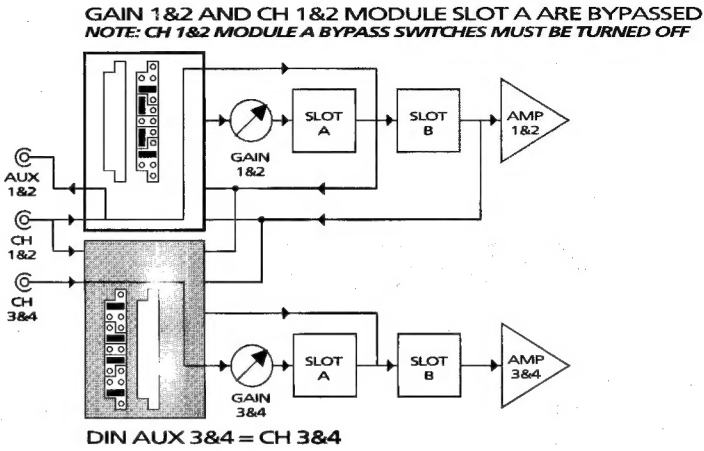 GAIN 1&2 AND CH 1&2 MODULE SLOT A ARE BYPASSED
NOTE: CH 1&2 MODULE A BYPASS SWITCHES MUST BE TURNED OFF
SLOT
A
SLOT
B
AMP
1&2
GAIN
1&2
AUX
1&2
CH
1&2
CH
3&4
SLOT
A
SLOT
B
AMP
3&4
GAIN
3&4
DIN AUX 3&4 = CH 3&4